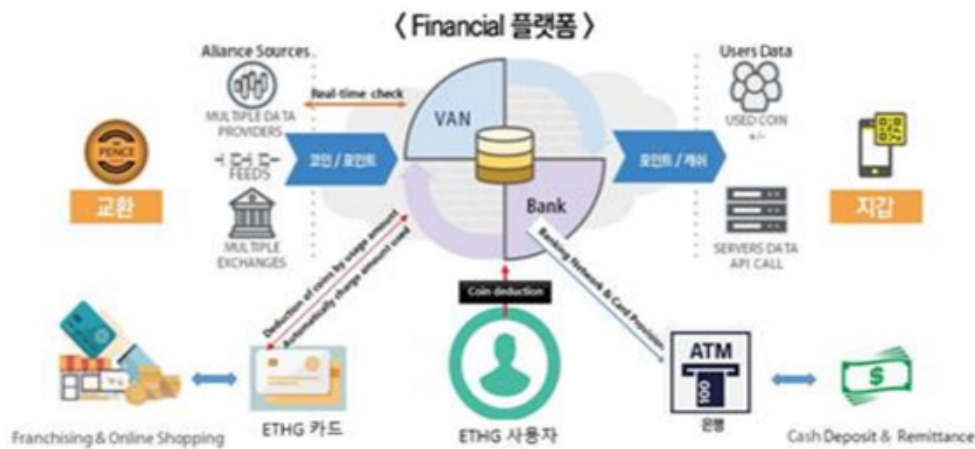 < Financial 플랫폼 >
Aliance Sources
Users Data
Real-time check
MULTIPLE DATA
PROVIDERS
VAN
USED COIN
+/-
PENCE
코인 / 포인트
포인트 / 캐쉬
FEEDS
교환
Bank
지갑
MULTIPLE
EXCHANGES
SERVERS DATA
API CALL
Deduction of coins by usage amount
Automatically charge amount used
Coin deduction
Banking Network & Card Provision
ATM
100
$
은행
ETHG 카드
ETHG 사용자
Franchising & Online Shopping
Cash Deposit & Remittance